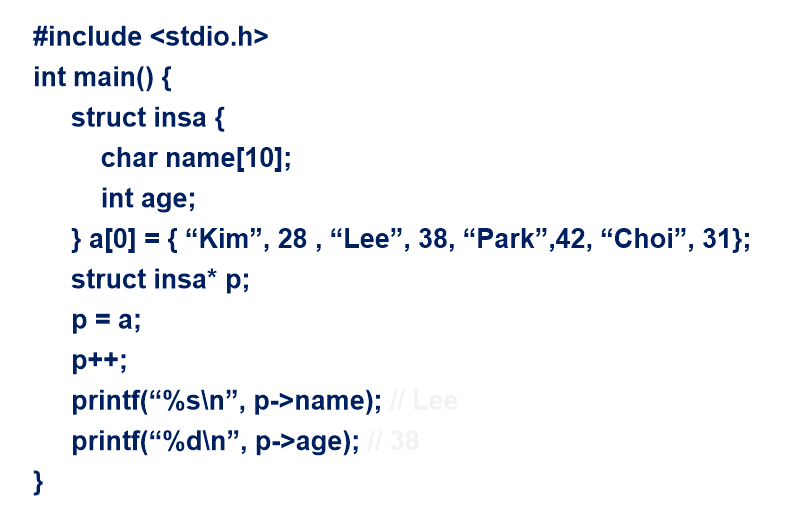 #include <stdio.h>
int main() {
struct insa {
char name[10];
int age;
} a[0] = { “Kim”, 28 , “Lee”, 38, “Park”,42, “Choi”, 31};
struct insa* p;
p = a;
p++;
printf(“%s\n”, p->name); // Lee
printf(“%d\n”, p->age); // 38
}